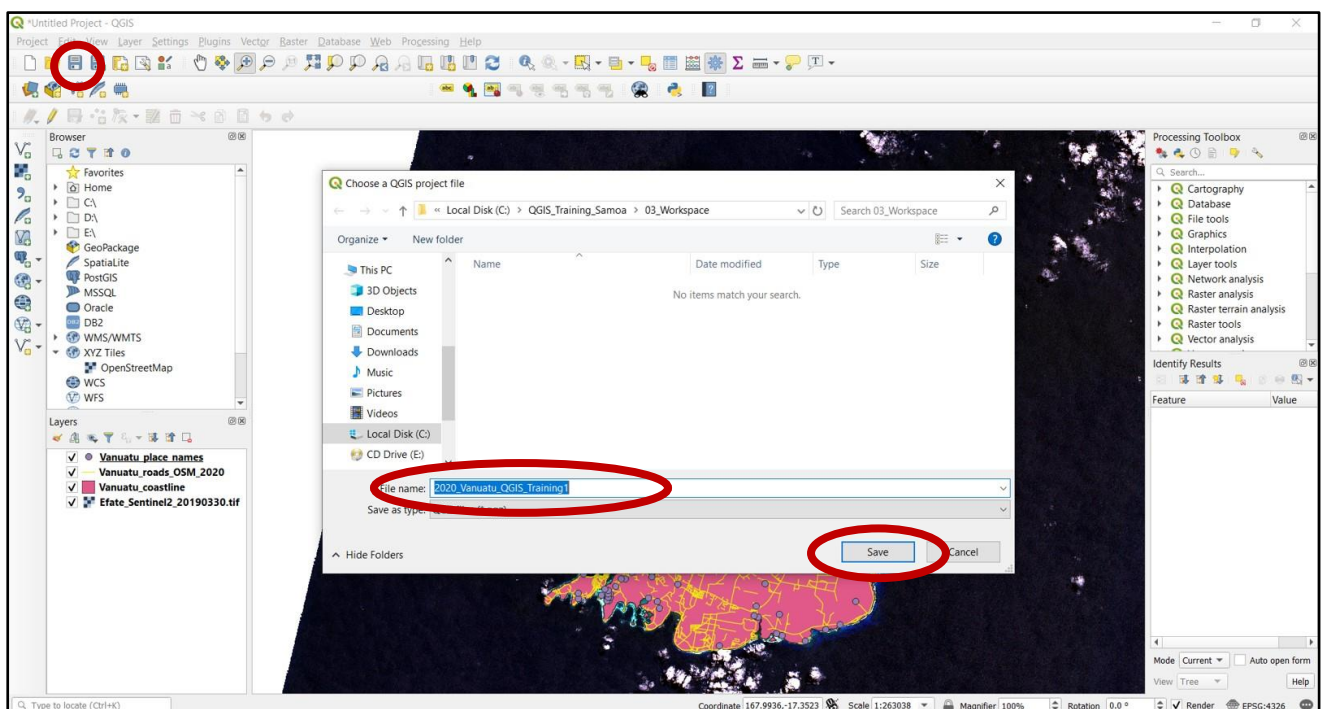 *Untitled Project - QGIS
Project Edit View Layer Settings Plugins Vector Raster Database Web Processing Help
Browser
Favorites
Home
C:\
D:\
E:\
GeoPackage
SpatiaLite
PostGIS
MSSQL
Oracle
DB2
WMS/WMTS
XYZ Tiles
OpenStreetMap
WCS
WFS
Layers
Vanuatu place names
Vanuatu_roads_OSM_2020
Vanuatu_coastline
Efate_Sentinel2_20190330.tif
Choose a QGIS project file
« Local Disk (C:) > QGIS_Training_Samoa > 03_Workspace
Search 03_Workspace
Organize New folder
Name Date modified Type Size
No items match your search.
This PC
3D Objects
Desktop
Documents
Downloads
Music
Pictures
Videos
Local Disk (C:)
CD Drive (E:)
File name: 2020_Vanuatu_QGIS_Training1
Save as type:
Hide Folders
Save Cancel
Processing Toolbox
Search...
Cartography
Database
File tools
Graphics
Interpolation
Layer tools
Network analysis
Raster analysis
Raster terrain analysis
Raster tools
Vector analysis
Identify Results
Feature Value
Mode Current Auto open form
View Tree Help
Type to locate (Ctrl+K) Coordinate 167.9936,-17.3523 Scale 1:263038 Magnifier 100% Rotation 0.0 ° Render EPSG:4326